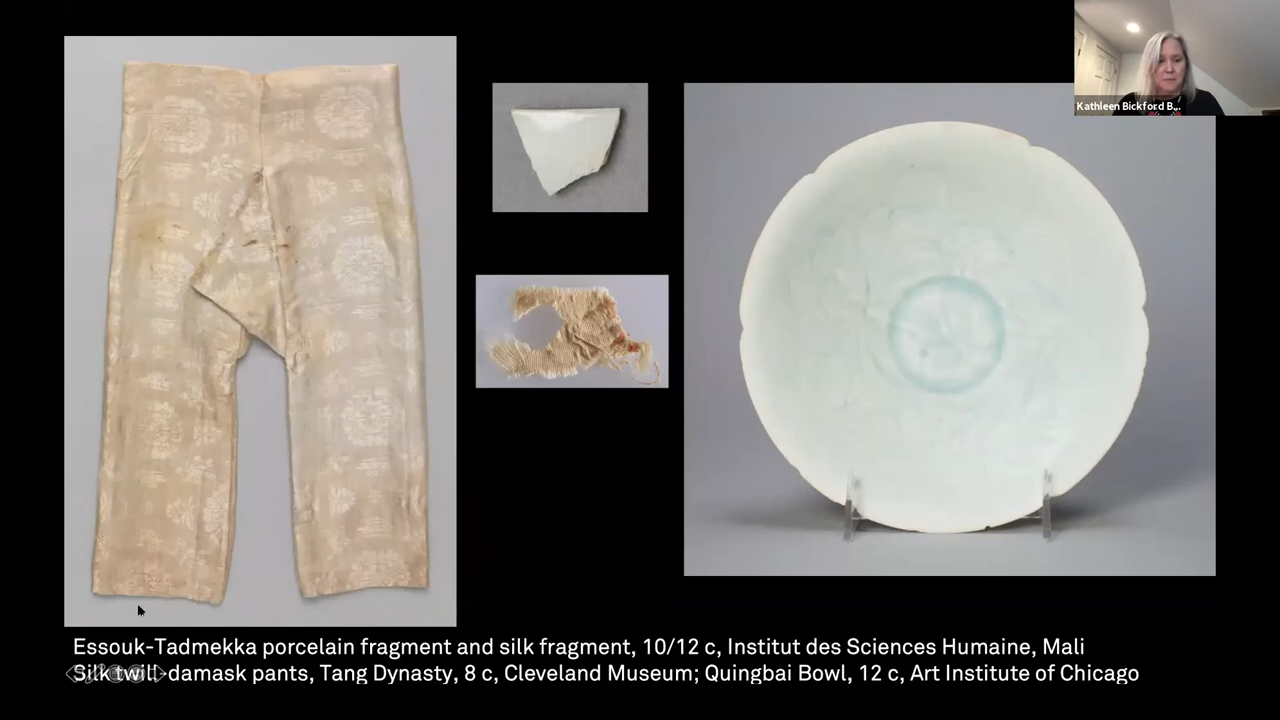 Kathleen Bickford B...
Essouk-Tadmekka porcelain fragment and silk fragment, 10/12 c, Institut des Sciences Humaine, Mali
Silk twill-damask pants, Tang Dynasty, 8 c, Cleveland Museum; Quingbai Bowl, 12 c, Art Institute of Chicago